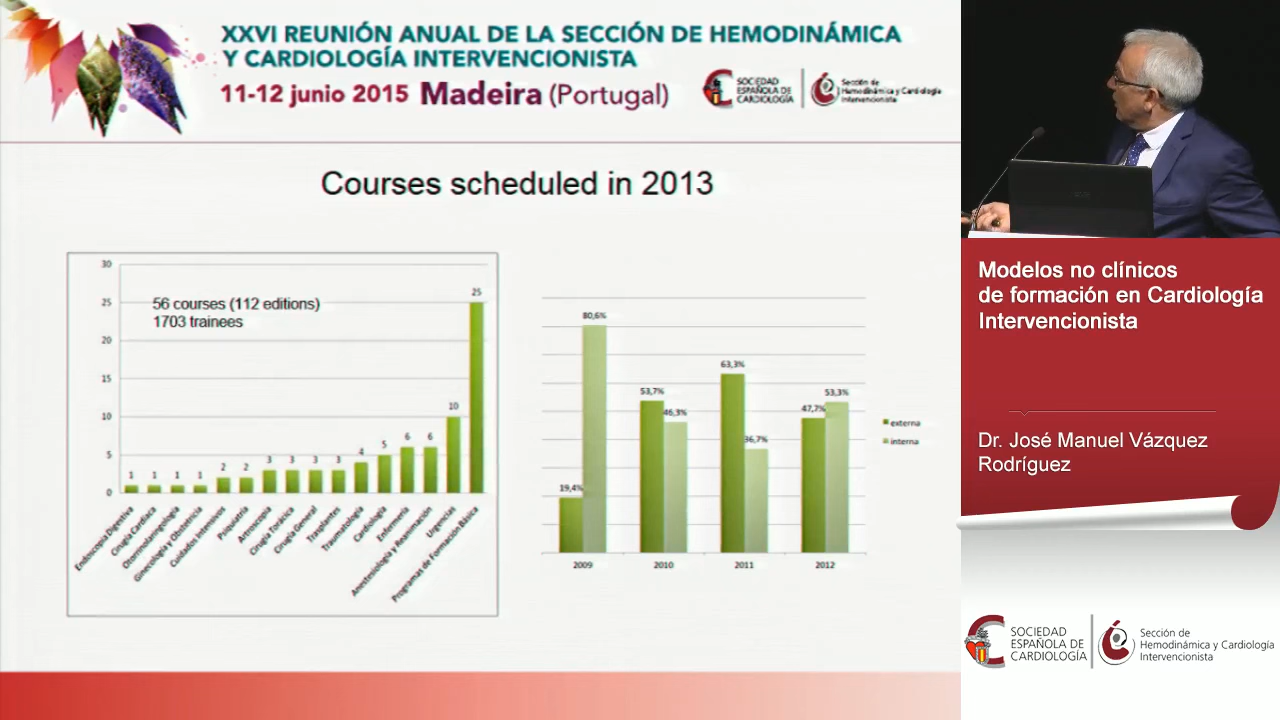 XXVI REUNIÓN ANUAL DE LA SECCIÓN DE HEMODINÁMICA
Y CARDIOLOGÍA INTERVENCIONISTA
11-12 junio 2015 Madeira (Portugal)
SOCIEDAD
ESPAÑOLA DE
CARDIOLOGÍA
Sección de
Hemodinámica y Cardiología
Intervencionista
Courses scheduled in 2013
56 courses (112 editions)
1703 trainees
30
25
20
15
10
5
0
1
1
1
1
2
2
3
3
3
3
4
5
6
6
10
25
Endoscopia Digestiva
Cirugía Cardíaca
Otorrinolaringología
Ginecología y Obstetricia
Cuidados Intensivos
Psiquiatría
Artroscopia
Cirugía Torácica
Cirugía General
Trasplantes
Traumatología
Cardiología
Enfermería
Anestesiología y Reanimación
Urgencias
Programas de Formación Básica
19,4%
80,6%
53,7%
46,3%
63,3%
36,7%
47,7%
53,3%
2009
2010
2011
2012
externa
interna
Modelos no clínicos
de formación en Cardiología
Intervencionista
Dr. José Manuel Vázquez
Rodríguez
SOCIEDAD
ESPAÑOLA DE
CARDIOLOGÍA
Sección de
Hemodinámica y Cardiología
Intervencionista